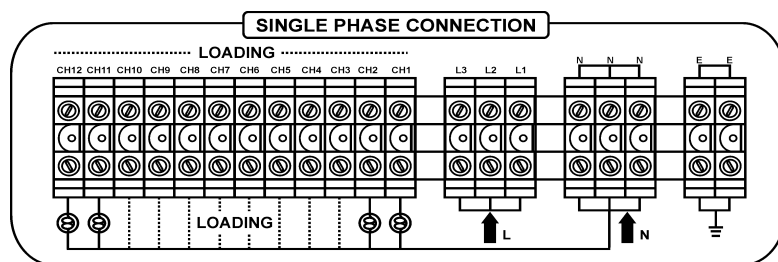 SINGLE PHASE CONNECTION
LOADING
CH12 CH11 CH10 CH9 CH8 CH7 CH6 CH5 CH4 CH3 CH2 CH1 L3 L2 L1 N N N E E
LOADING
L N